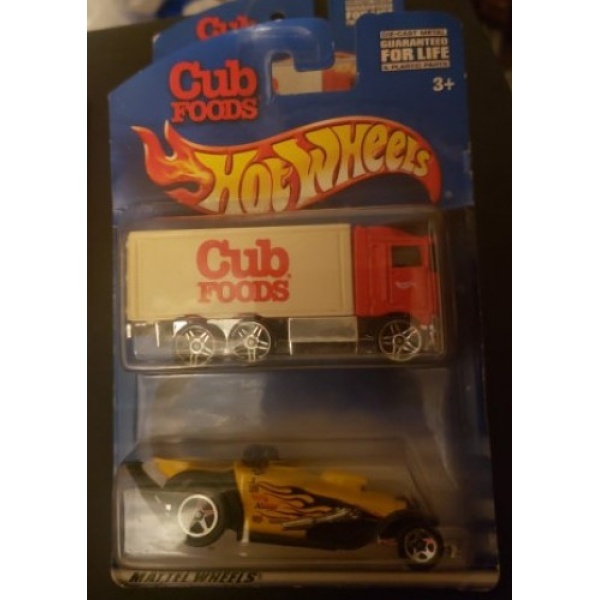 Cub
Cub
FOODS
DIE-CAST METAL
GUARANTEED
FOR LIFE
& PLASTIC PARTS
3+
HOT WHEELS
Cub
FOODS
MATTEL WHEELS